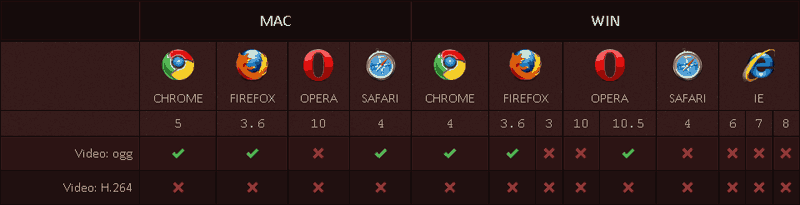 MAC WIN
CHROME FIREFOX OPERA SAFARI CHROME FIREFOX OPERA SAFARI IE
5 3.6 10 4 4 3.6 3 10 10.5 4 6 7 8
Video: ogg
Video: H.264